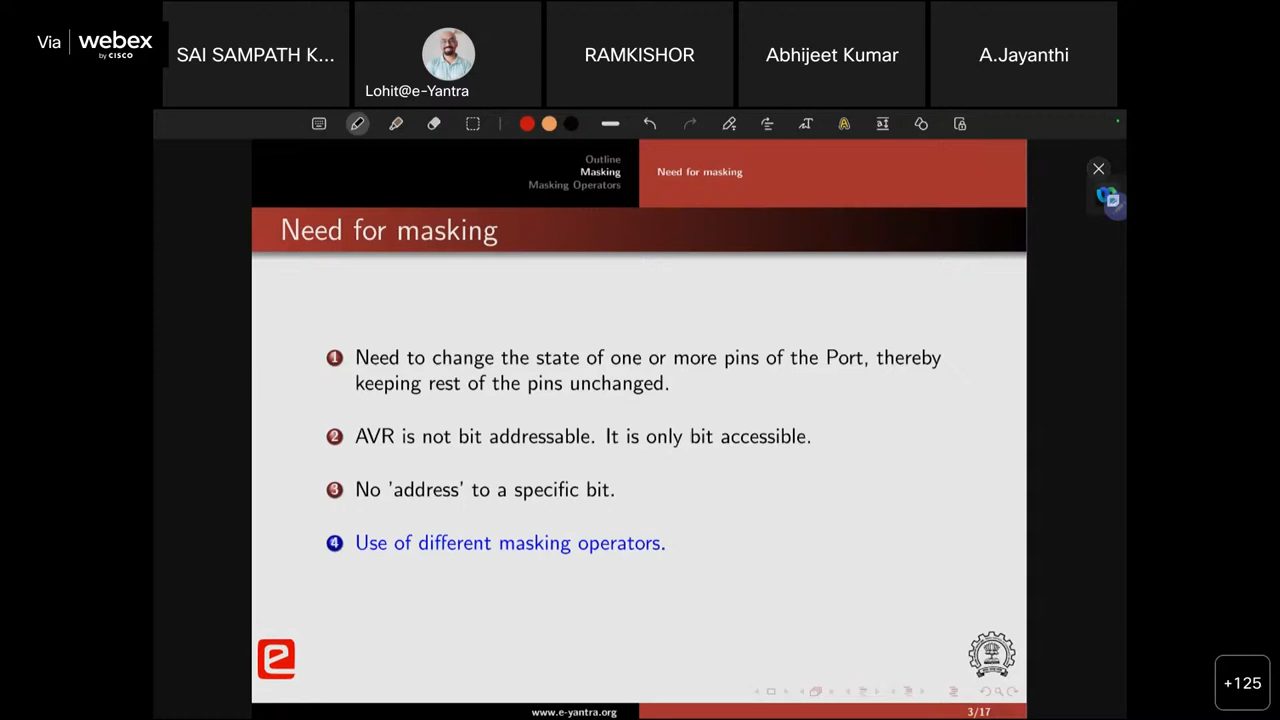 Via webex
by CISCO
SAI SAMPATH K...
Lohit@e-Yantra
RAMKISHOR
Abhijeet Kumar
A.Jayanthi
Outline
Masking
Masking Operators
Need for masking
Need for masking
1 Need to change the state of one or more pins of the Port, thereby
keeping rest of the pins unchanged.
2 AVR is not bit addressable. It is only bit accessible.
3 No 'address' to a specific bit.
4 Use of different masking operators.
www.e-yantra.org
3/17
+125